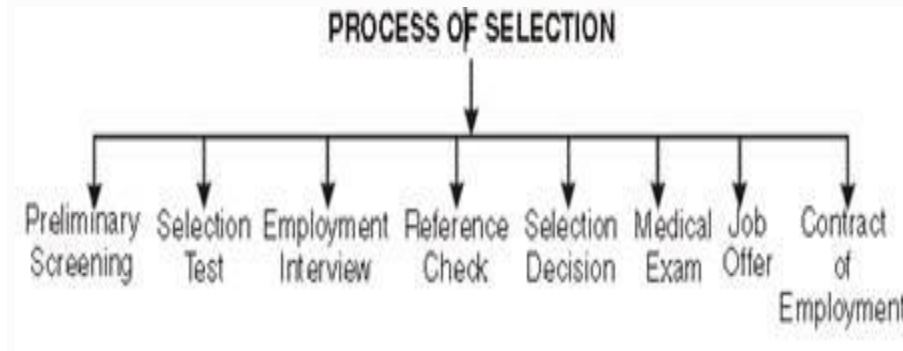 PROCESS OF SELECTION
Preliminary Screening
Selection Test
Employment Interview
Reference Check
Selection Decision
Medical Exam
Job Offer
Contract of Employment